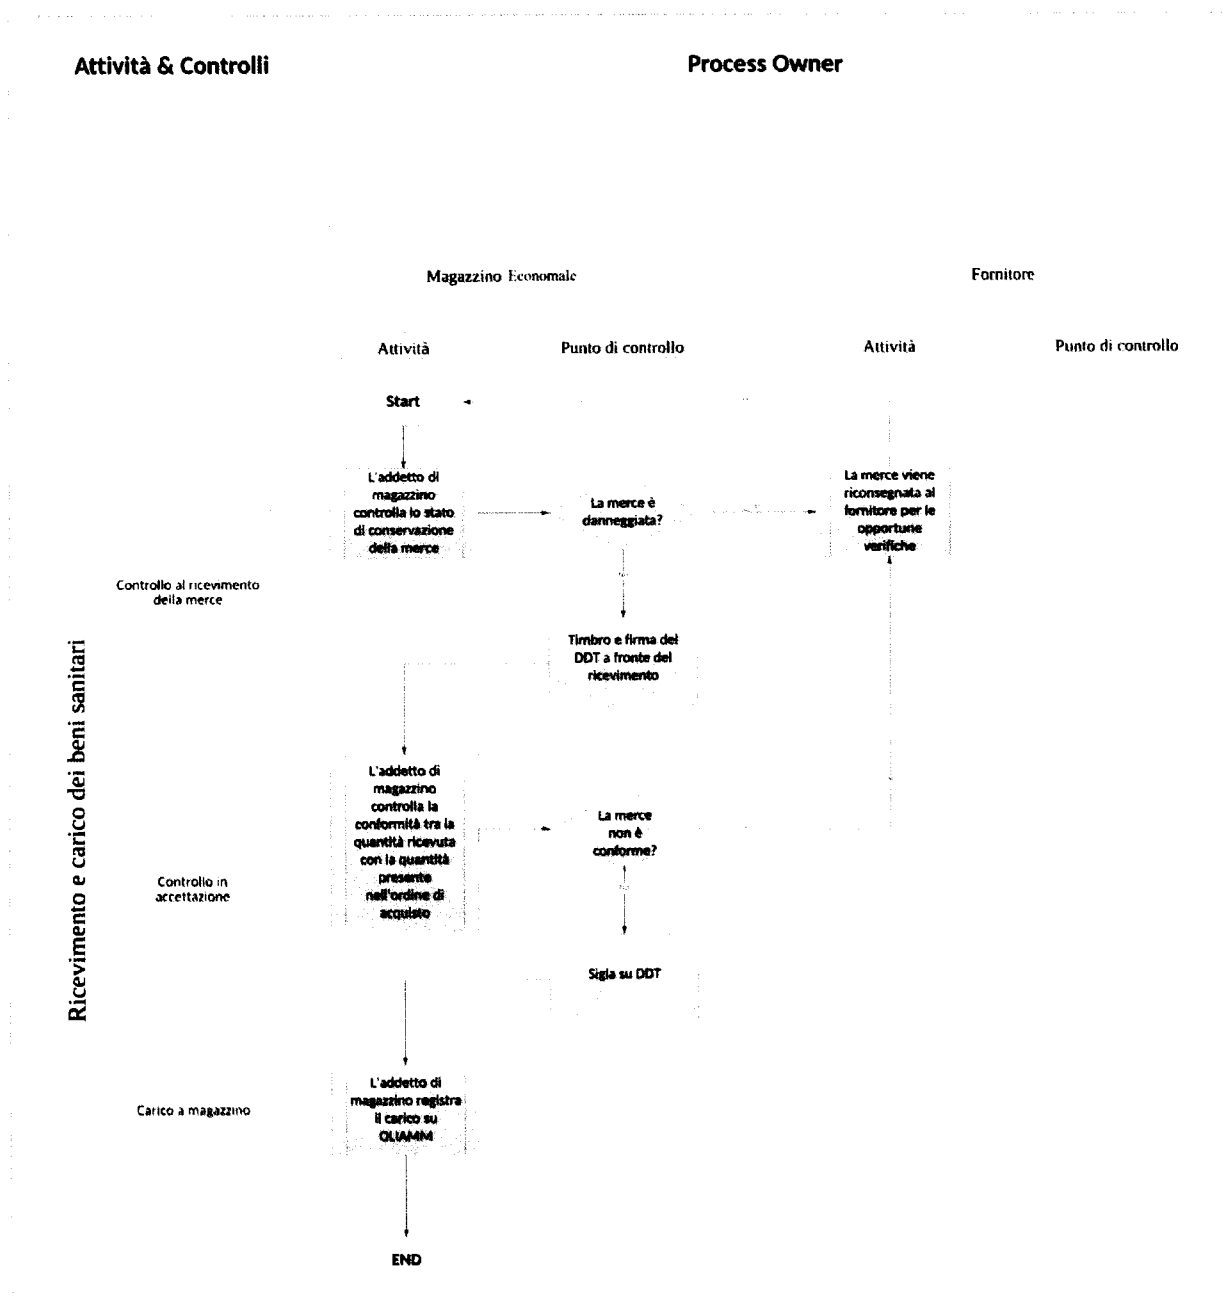 Attività & Controlli
Process Owner
Magazzino Economale
Fornitore
Attività
Punto di controllo
Attività
Punto di controllo
Start
L'addetto di
magazzino
controlla lo stato
di conservazione
della merce
La merce è
danneggiata?
La merce viene
riconsegnata al
fornitore per le
opportune
verifiche
Controllo al ricevimento
della merce
Timbro e firma del
DDT a fronte del
ricevimento
Ricevimento e carico dei beni sanitari
L'addetto di
magazzino
controlla la
conformità tra la
quantità ricevuta
con la quantità
presente
nell'ordine di
acquisto
La merce
non è
conforme?
Controllo in
accettazione
Sigla su DDT
Carico a magazzino
L'addetto di
magazzino registra
il carico su
OLIAMM
END